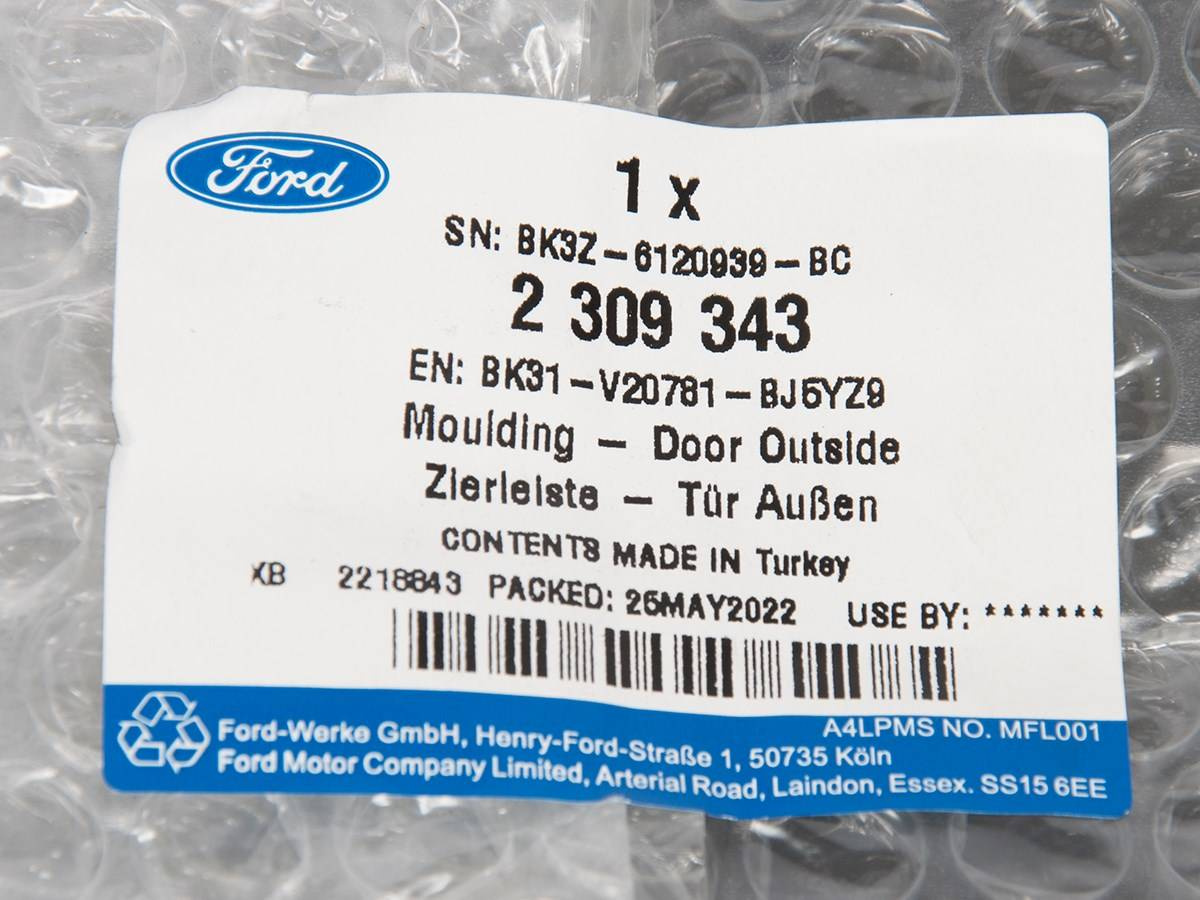 Ford
1 x
SN: BK3Z-6120939-BC
2 309 343
EN: BK31-V20781-BJ5YZ9
Moulding - Door Outside
Zierleiste - Tür Außen
CONTENTS MADE IN Turkey
XB 2218843 PACKED: 25MAY2022 USE BY: *******
A4LPMS NO. MFL001
Ford-Werke GmbH, Henry-Ford-Straße 1, 50735 Köln
Ford Motor Company Limited, Arterial Road, Laindon, Essex. SS15 6EE